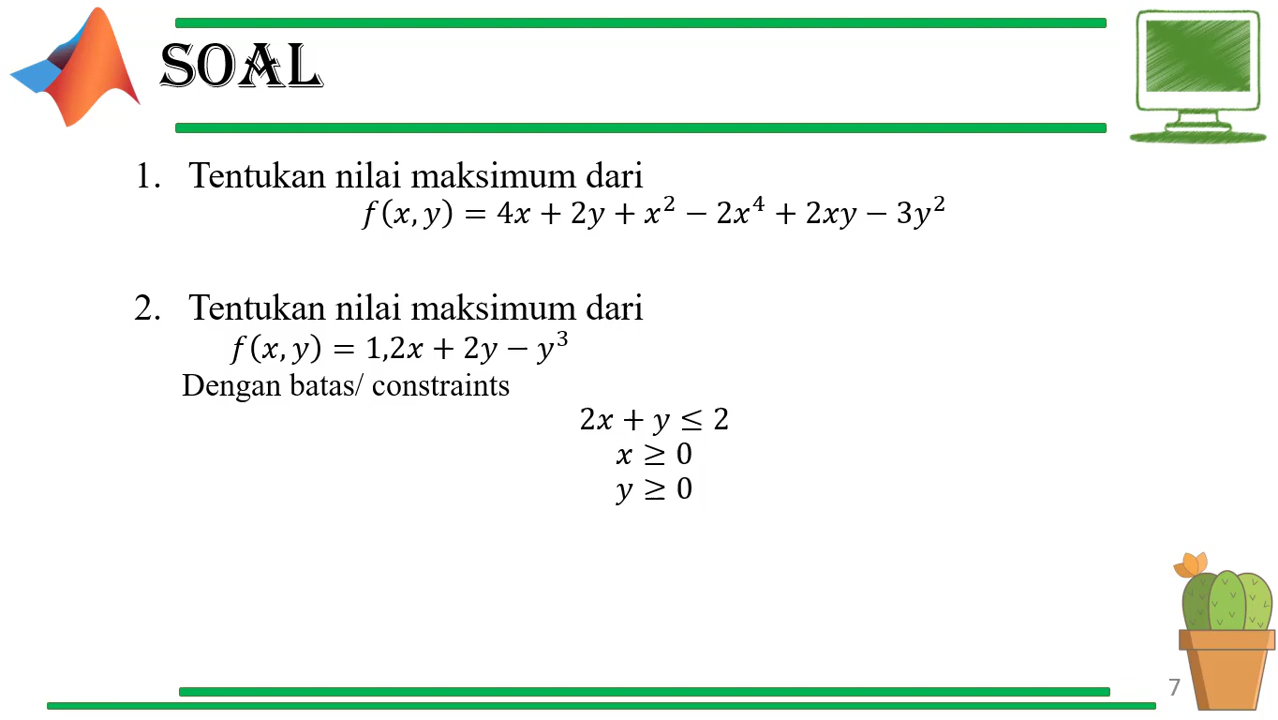 SOAL
1. Tentukan nilai maksimum dari
f(x, y) = 4x + 2y + x² − 2x⁴ + 2xy − 3y²
2. Tentukan nilai maksimum dari
f(x, y) = 1,2x + 2y − y³
Dengan batas/ constraints
2x + y ≤ 2
x ≥ 0
y ≥ 0
7